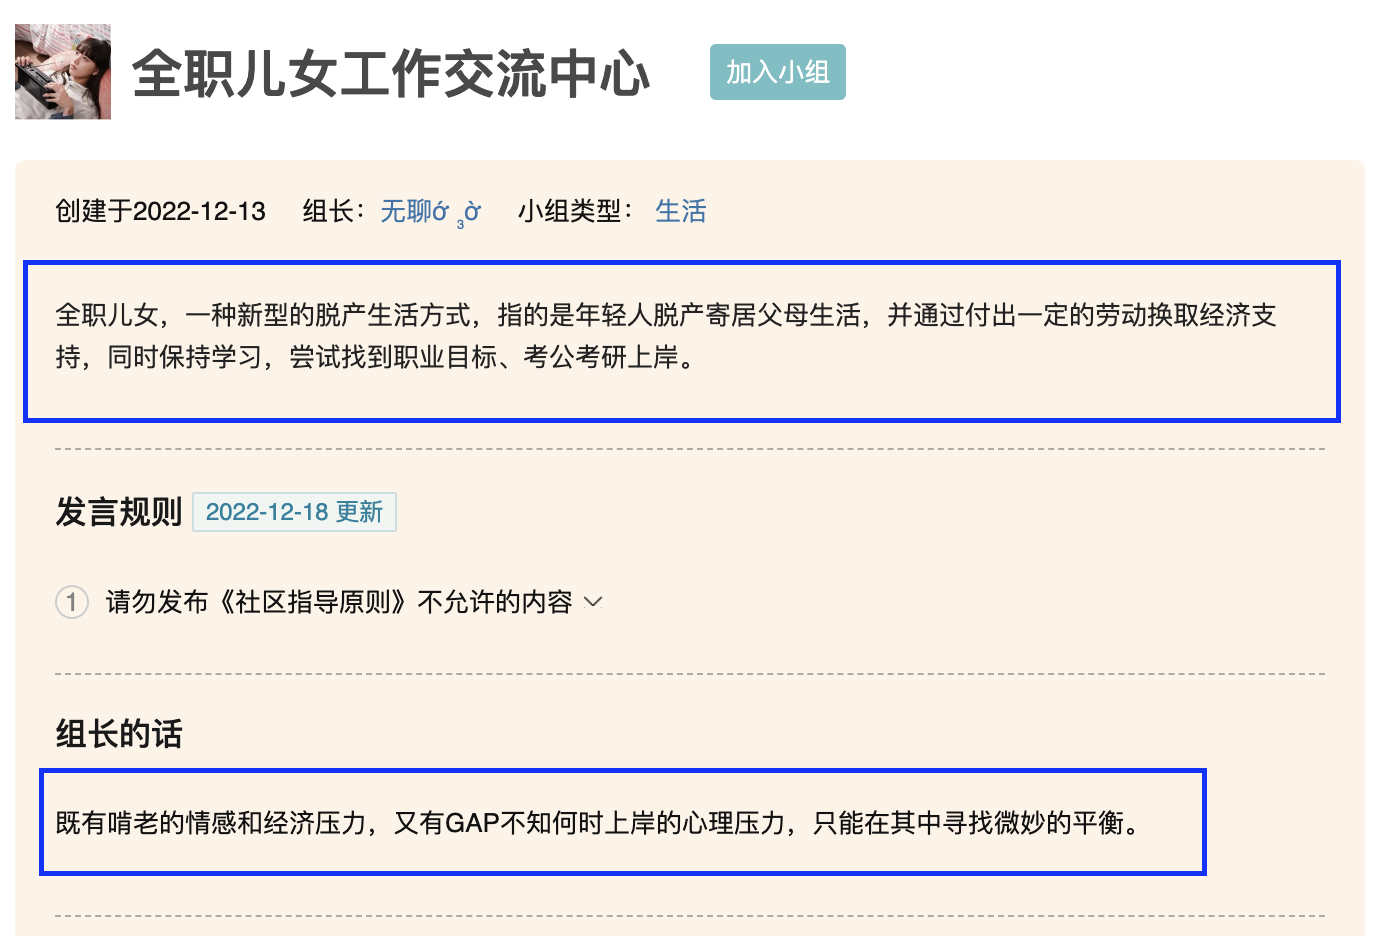 全职儿女工作交流中心
加入小组
创建于2022-12-13 组长：无聊ớ ₃ờ 小组类型：生活
全职儿女，一种新型的脱产生活方式，指的是年轻人脱产寄居父母生活，并通过付出一定的劳动换取经济支
持，同时保持学习，尝试找到职业目标、考公考研上岸。
发言规则 2022-12-18 更新
1 请勿发布《社区指导原则》不允许的内容
组长的话
既有啃老的情感和经济压力，又有GAP不知何时上岸的心理压力，只能在其中寻找微妙的平衡。